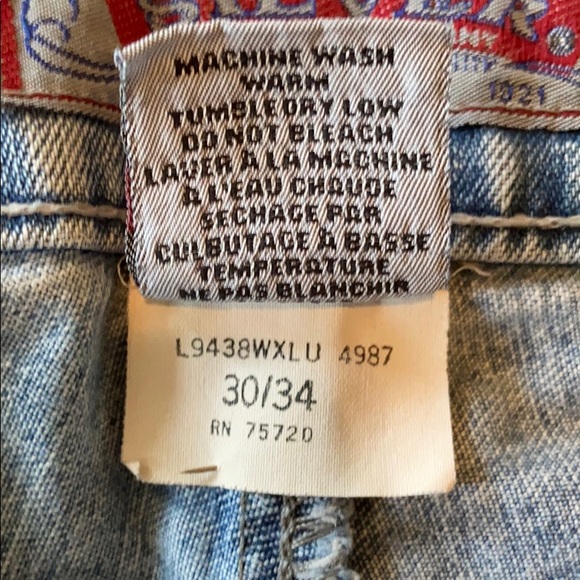 1921
MACHINE WASH
WARM
TUMBLE DRY LOW
DO NOT BLEACH
LAVER À LA MACHINE
À L'EAU CHAUDE
SECHAGE PAR
CULBUTAGE À BASSE
TEMPERATURE
NE PAS BLANCHIR
L9438WXLU 4987
30/34
RN 75720